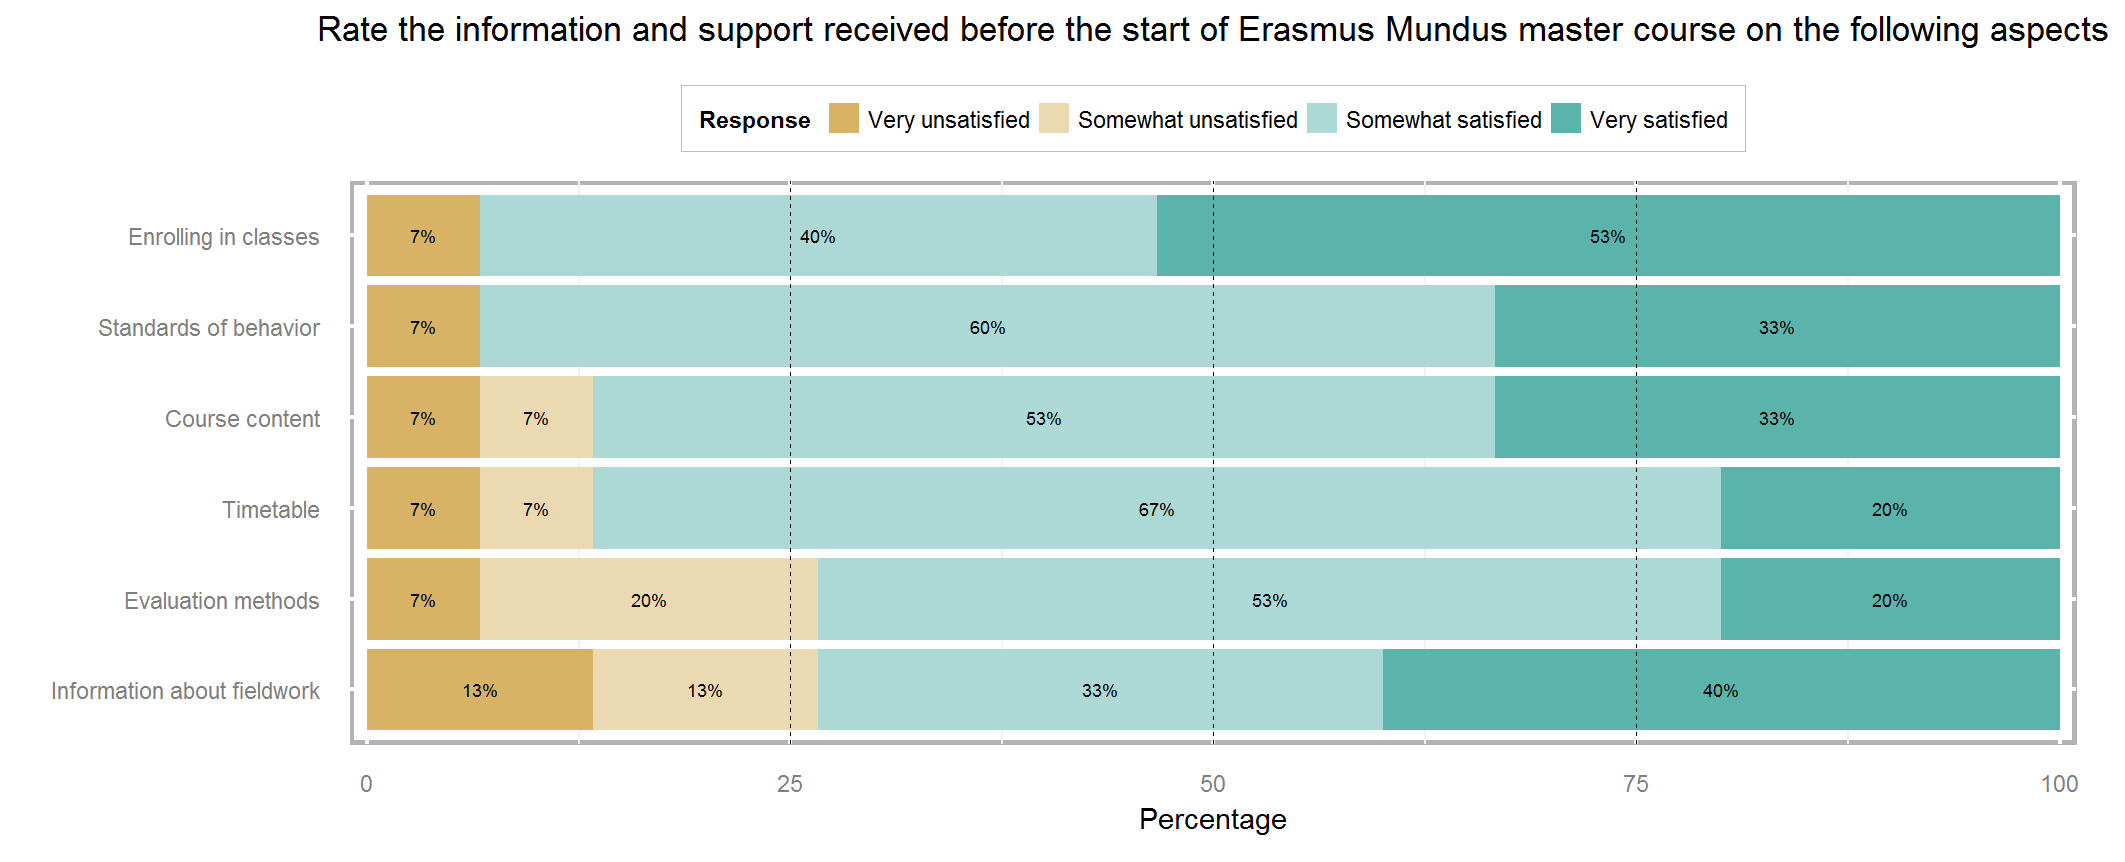 Rate the information and support received before the start of Erasmus Mundus master course on the following aspects
Response Very unsatisfied Somewhat unsatisfied Somewhat satisfied Very satisfied
Enrolling in classes 7% 40% 53%
Standards of behavior 7% 60% 33%
Course content 7% 7% 53% 33%
Timetable 7% 7% 67% 20%
Evaluation methods 7% 20% 53% 20%
Information about fieldwork 13% 13% 33% 40%
0 25 50 75 100
Percentage